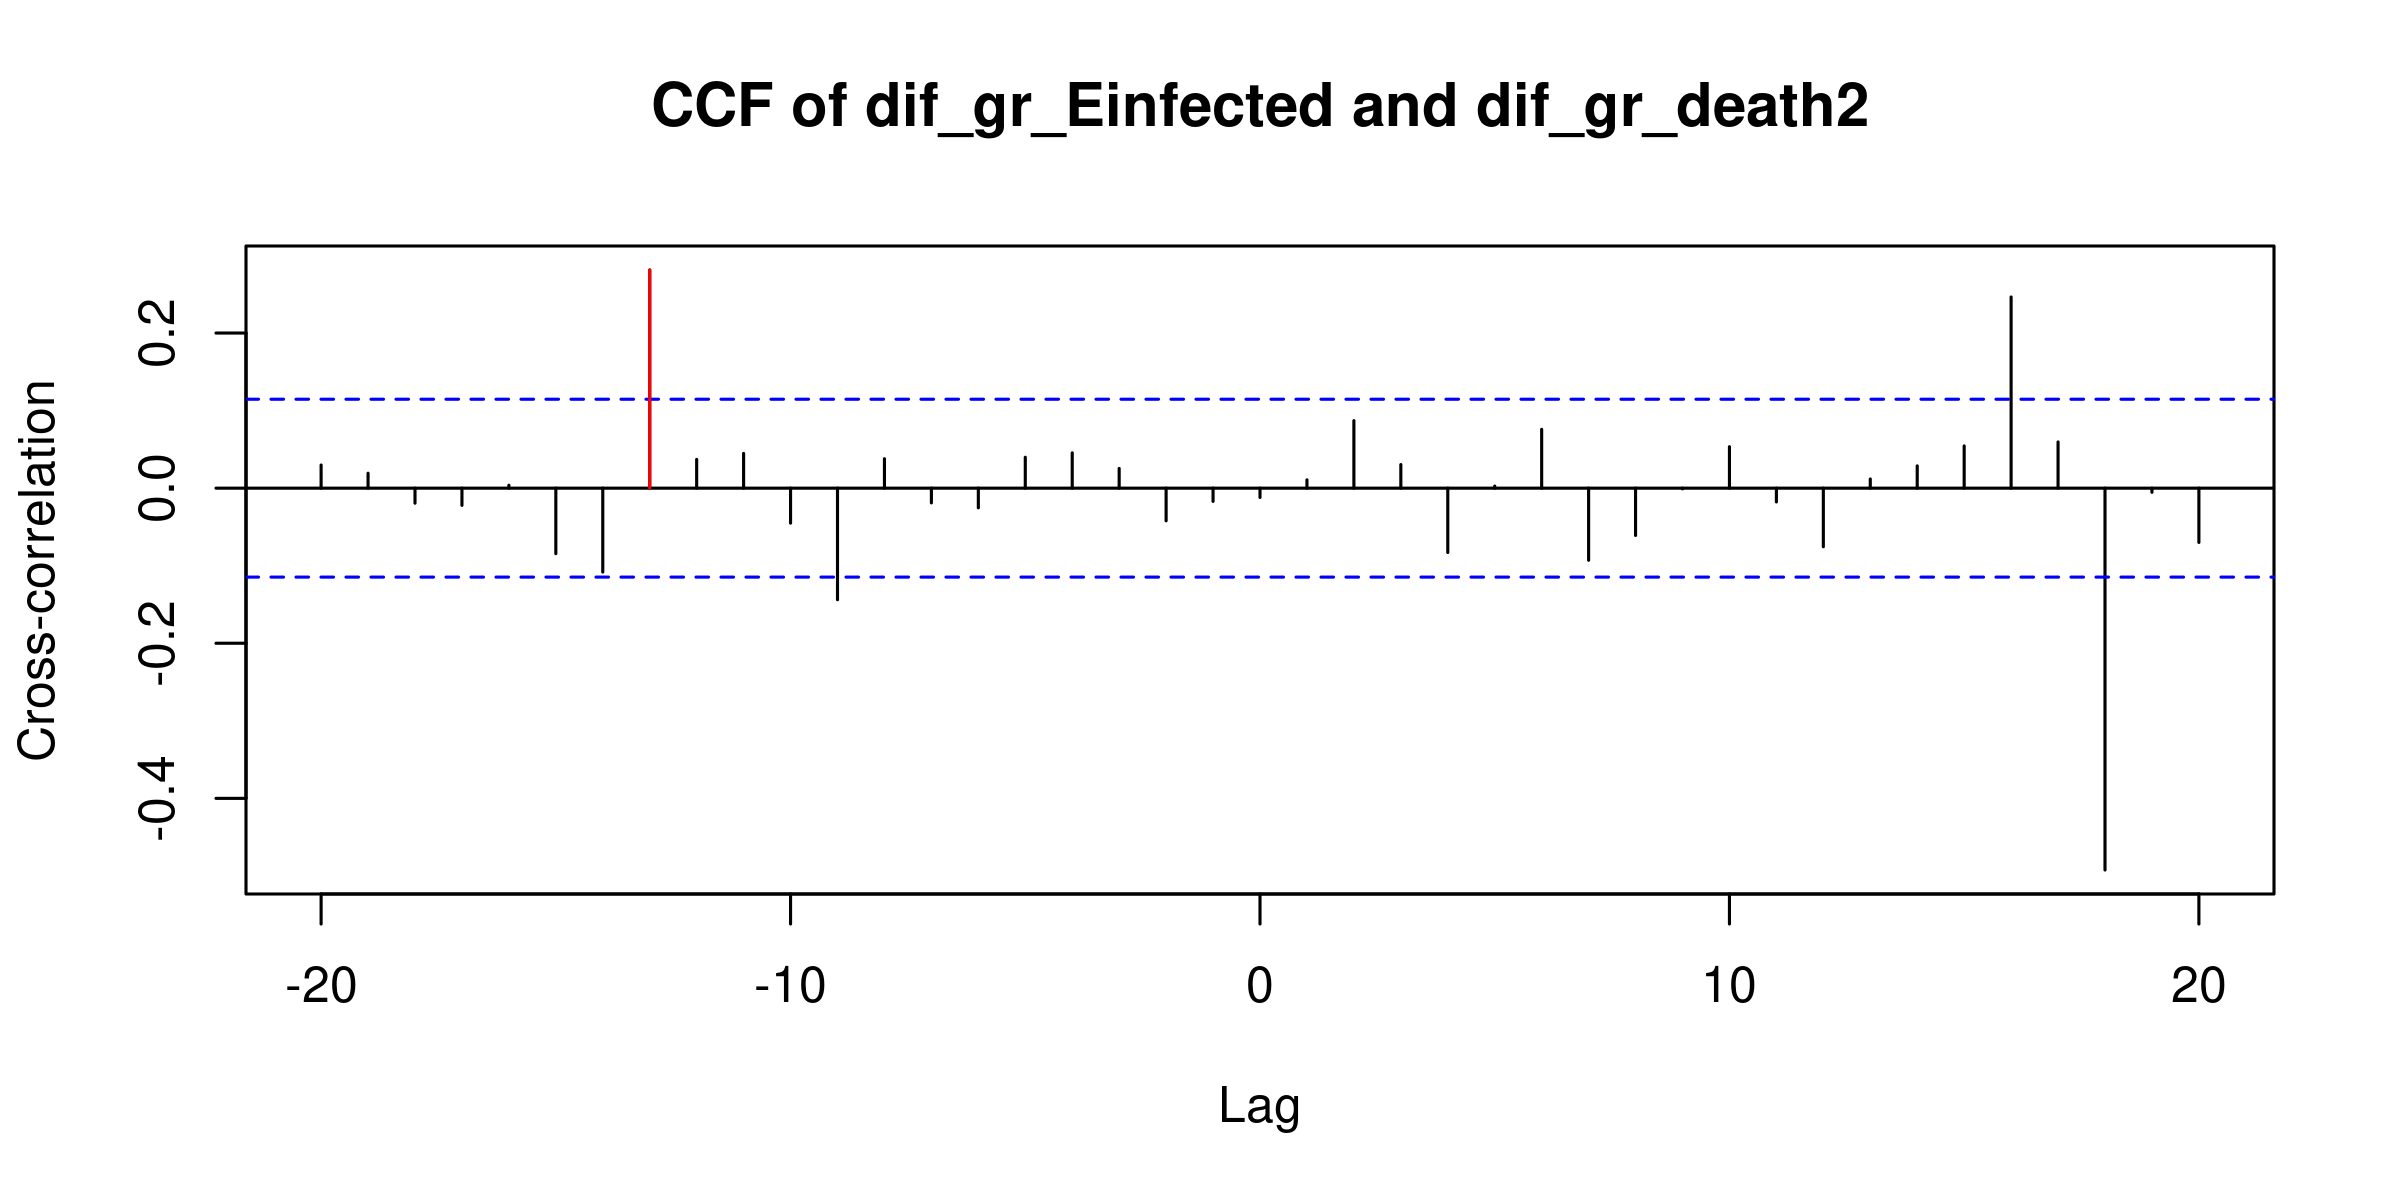 CCF of dif_gr_Einfected and dif_gr_death2
Cross-correlation
0.2
0.0
-0.2
-0.4
-20 -10 0 10 20
Lag